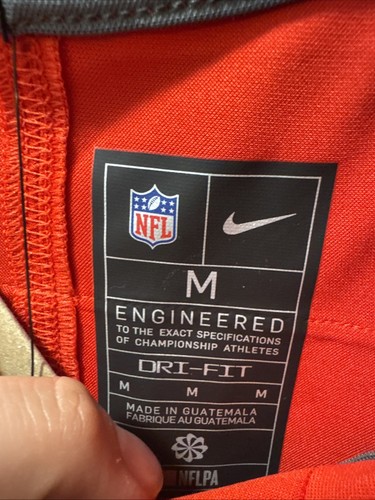 NFL
M
ENGINEERED
TO THE EXACT SPECIFICATIONS
OF CHAMPIONSHIP ATHLETES
DRI-FIT
M M M
MADE IN GUATEMALA
FABRIQUE AU GUATEMALA
NFLPA